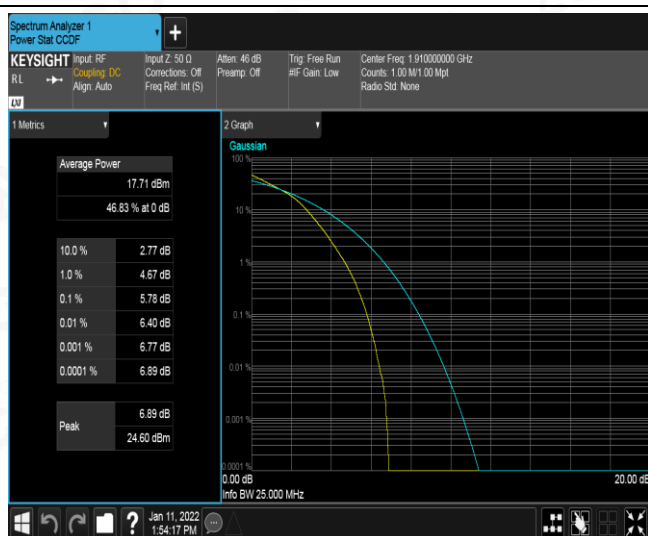 Spectrum Analyzer 1
Power Stat CCDF
+
KEYSIGHT Input: RF Input Z: 50 Ω Atten: 46 dB Trig: Free Run Center Freq: 1.910000000 GHz
RL Coupling: DC Corrections: Off Preamp: Off #IF Gain: Low Counts: 1.00 M/1.00 Mpt
Align: Auto Freq Ref: Int (S) Radio Std: None
LXI
1 Metrics 2 Graph
Gaussian
Average Power
17.71 dBm
46.83 % at 0 dB
10.0 % 2.77 dB
1.0 % 4.67 dB
0.1 % 5.78 dB
0.01 % 6.40 dB
0.001 % 6.77 dB
0.0001 % 6.89 dB
Peak 6.89 dB
24.60 dBm
100 %
10 %
1 %
0.1 %
0.01 %
0.001 %
0.0001 %
0.00 dB 20.00 dB
Info BW 25.000 MHz
? Jan 11, 2022
1:54:17 PM